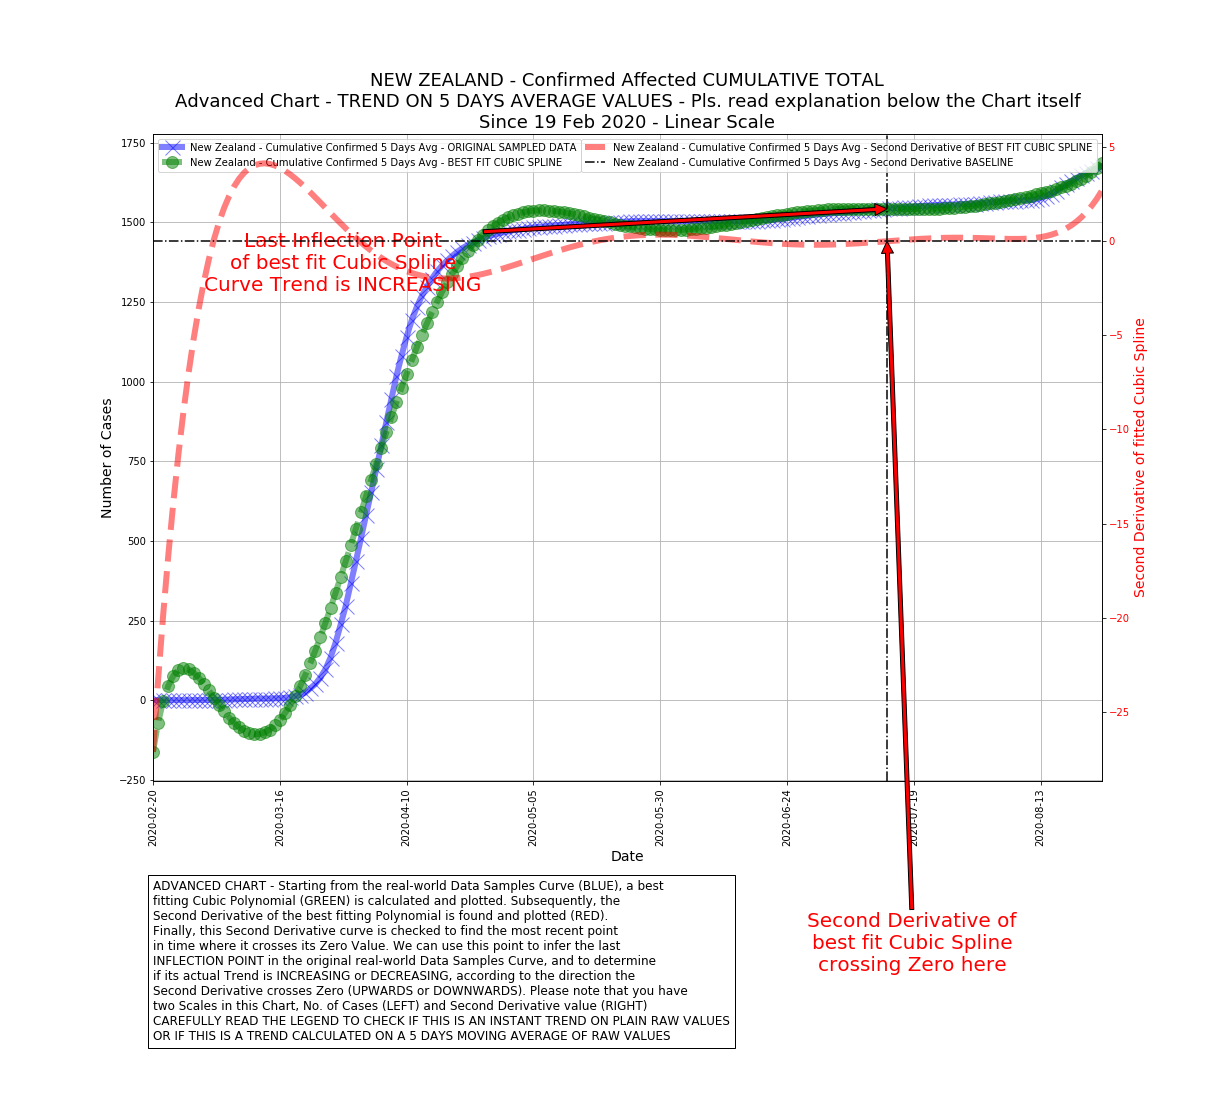 NEW ZEALAND - Confirmed Affected CUMULATIVE TOTAL
Advanced Chart - TREND ON 5 DAYS AVERAGE VALUES - Pls. read explanation below the Chart itself
Since 19 Feb 2020 - Linear Scale
New Zealand - Cumulative Confirmed 5 Days Avg - ORIGINAL SAMPLED DATA
New Zealand - Cumulative Confirmed 5 Days Avg - BEST FIT CUBIC SPLINE
New Zealand - Cumulative Confirmed 5 Days Avg - Second Derivative of BEST FIT CUBIC SPLINE
New Zealand - Cumulative Confirmed 5 Days Avg - Second Derivative BASELINE
Last Inflection Point
of best fit Cubic Spline
Curve Trend is INCREASING
Number of Cases
1750
1500
1250
1000
750
500
250
0
−250
5
0
−5
−10
−15
−20
−25
Second Derivative of fitted Cubic Spline
2020-02-20
2020-03-16
2020-04-10
2020-05-05
2020-05-30
2020-06-24
2020-07-19
2020-08-13
Date
ADVANCED CHART - Starting from the real-world Data Samples Curve (BLUE), a best
fitting Cubic Polynomial (GREEN) is calculated and plotted. Subsequently, the
Second Derivative of the best fitting Polynomial is found and plotted (RED).
Finally, this Second Derivative curve is checked to find the most recent point
in time where it crosses its Zero Value. We can use this point to infer the last
INFLECTION POINT in the original real-world Data Samples Curve, and to determine
if its actual Trend is INCREASING or DECREASING, according to the direction the
Second Derivative crosses Zero (UPWARDS or DOWNWARDS). Please note that you have
two Scales in this Chart, No. of Cases (LEFT) and Second Derivative value (RIGHT)
CAREFULLY READ THE LEGEND TO CHECK IF THIS IS AN INSTANT TREND ON PLAIN RAW VALUES
OR IF THIS IS A TREND CALCULATED ON A 5 DAYS MOVING AVERAGE OF RAW VALUES
Second Derivative of
best fit Cubic Spline
crossing Zero here